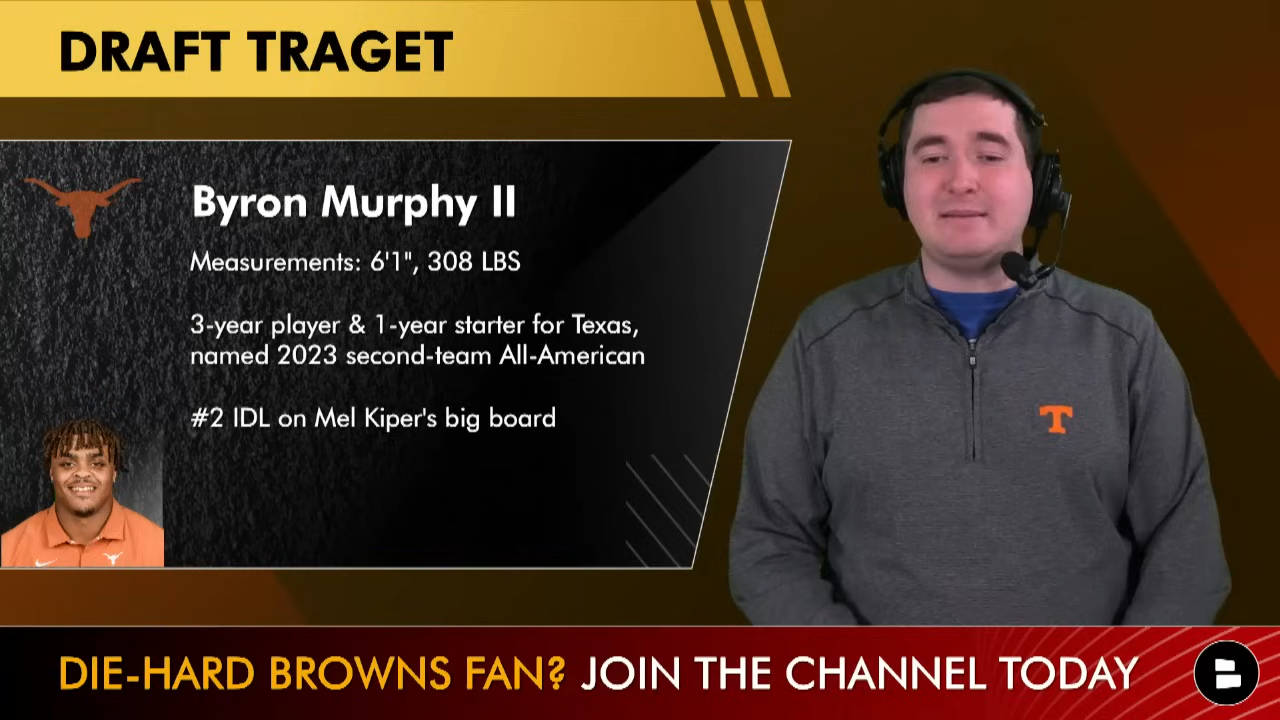 DRAFT TRAGET
Byron Murphy II
Measurements: 6'1", 308 LBS
3-year player & 1-year starter for Texas,
named 2023 second-team All-American
#2 IDL on Mel Kiper's big board
T
DIE-HARD BROWNS FAN? JOIN THE CHANNEL TODAY